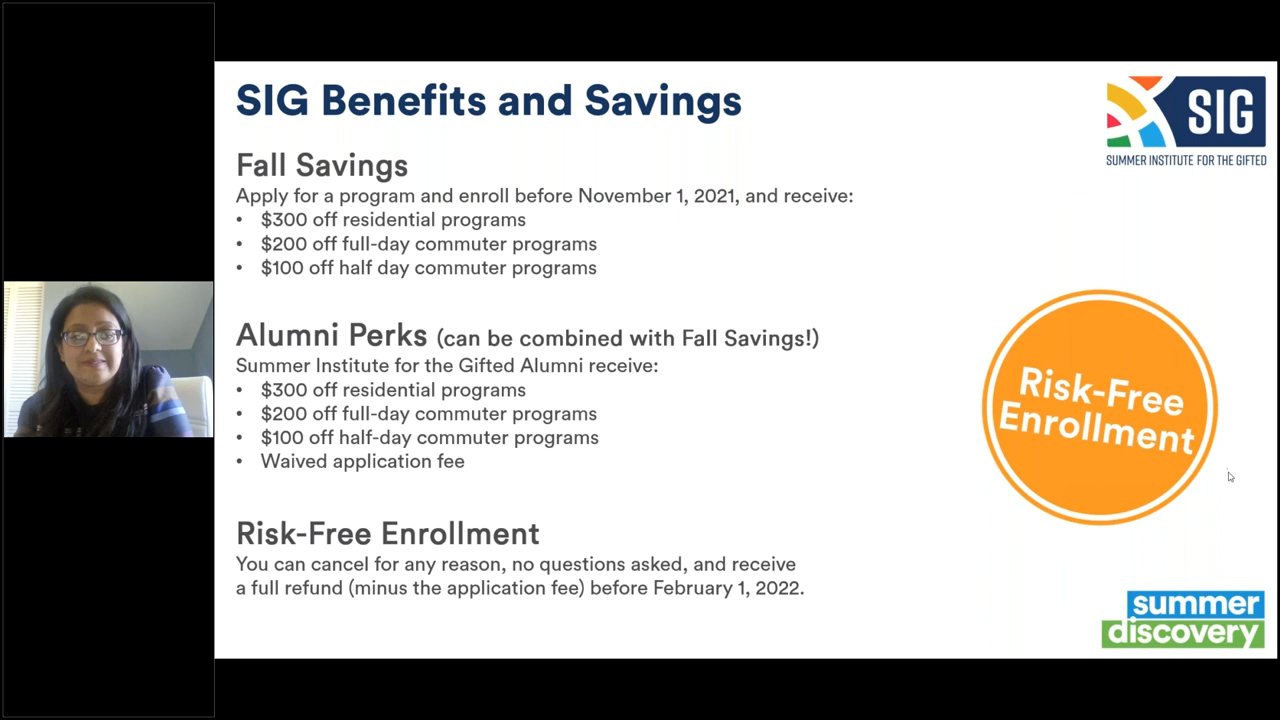 SIG Benefits and Savings
SIG
SUMMER INSTITUTE FOR THE GIFTED
Fall Savings
Apply for a program and enroll before November 1, 2021, and receive:
• $300 off residential programs
• $200 off full-day commuter programs
• $100 off half day commuter programs
Alumni Perks (can be combined with Fall Savings!)
Summer Institute for the Gifted Alumni receive:
• $300 off residential programs
• $200 off full-day commuter programs
• $100 off half-day commuter programs
• Waived application fee
Risk-Free
Enrollment
Risk-Free Enrollment
You can cancel for any reason, no questions asked, and receive
a full refund (minus the application fee) before February 1, 2022.
summer
discovery